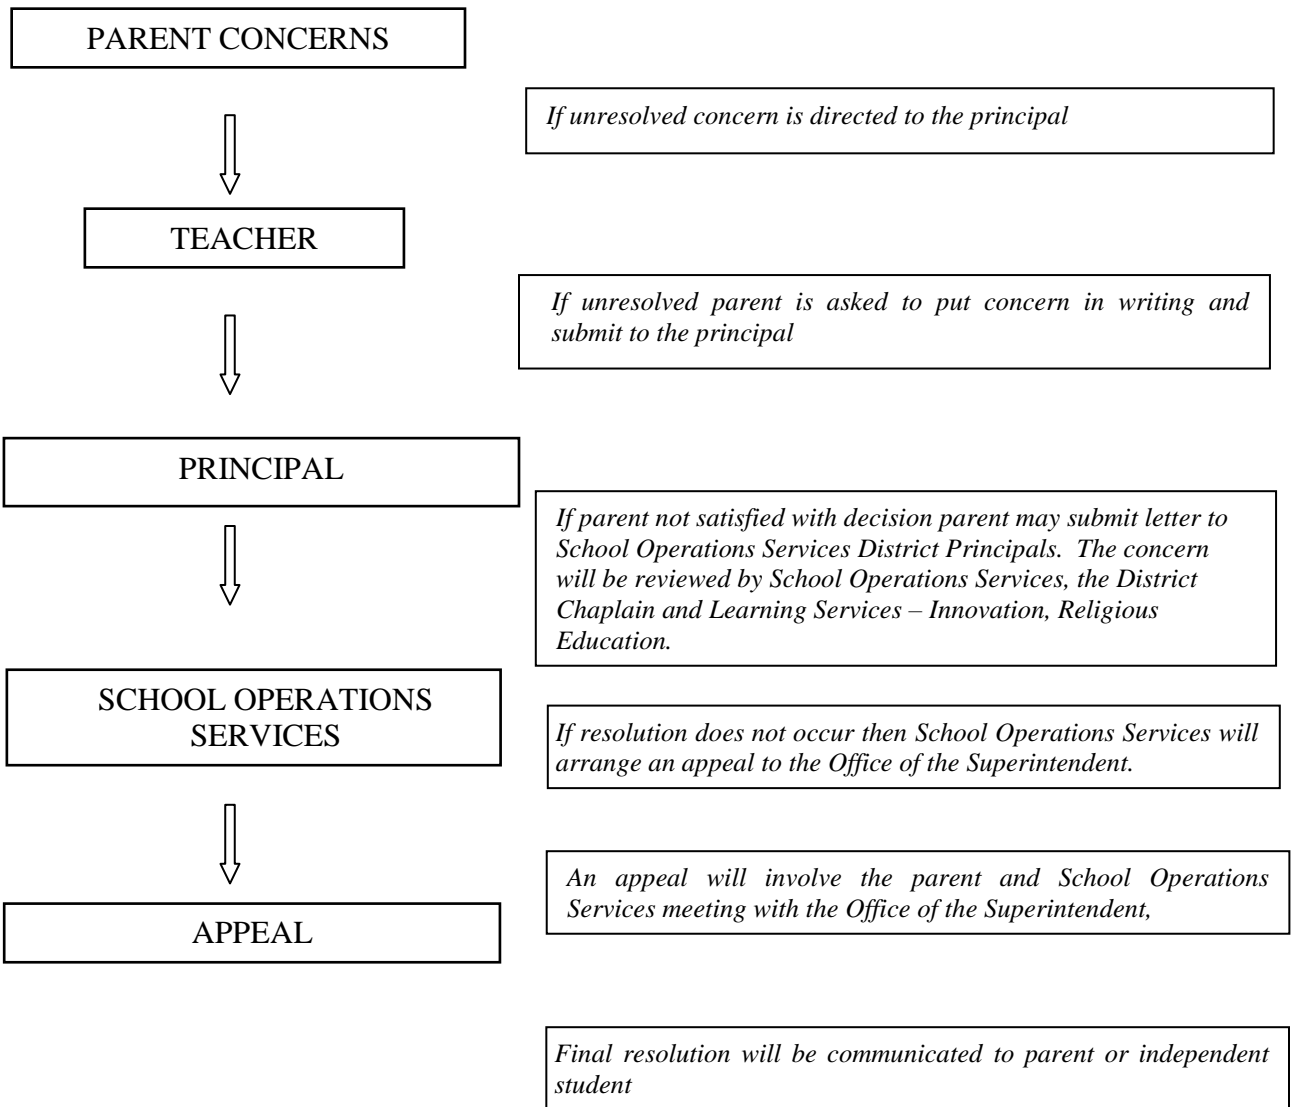 PARENT CONCERNS
If unresolved concern is directed to the principal
TEACHER
If unresolved parent is asked to put concern in writing and
submit to the principal
PRINCIPAL
If parent not satisfied with decision parent may submit letter to
School Operations Services District Principals.  The concern
will be reviewed by School Operations Services, the District
Chaplain and Learning Services – Innovation, Religious
Education.
SCHOOL OPERATIONS
SERVICES
If resolution does not occur then School Operations Services will
arrange an appeal to the Office of the Superintendent.
An appeal will involve the parent and School Operations
Services meeting with the Office of the Superintendent,
APPEAL
Final resolution will be communicated to parent or independent
student